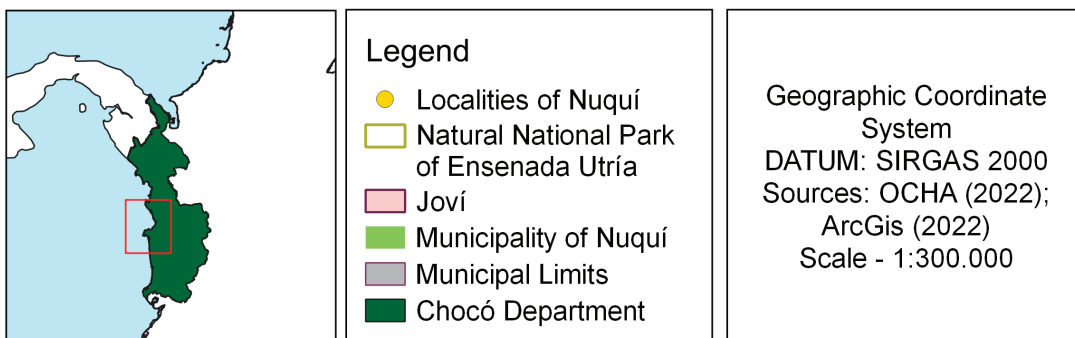 Legend
Localities of Nuquí
Natural National Park
of Ensenada Utría
Joví
Municipality of Nuquí
Municipal Limits
Chocó Department
Geographic Coordinate
System
DATUM: SIRGAS 2000
Sources: OCHA (2022);
ArcGis (2022)
Scale - 1:300.000